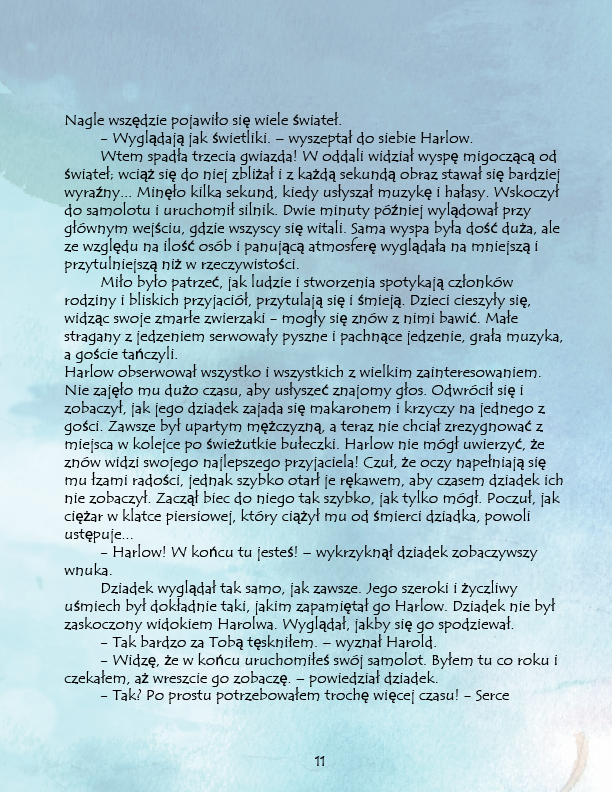 Nagle wszędzie pojawiło się wiele świateł.
– Wyglądają jak świetliki. – wyszeptał do siebie Harlow.
Wtem spadła trzecia gwiazda! W oddali widział wyspę migoczącą od
świateł; wciąż się do niej zbliżał i z każdą sekundą obraz stawał się bardziej
wyraźny... Minęło kilka sekund, kiedy usłyszał muzykę i hałasy. Wskoczył
do samolotu i uruchomił silnik. Dwie minuty później wylądował przy
głównym wejściu, gdzie wszyscy się witali. Sama wyspa była dość duża, ale
ze względu na ilość osób i panującą atmosferę wyglądała na mniejszą i
przytulniejszą niż w rzeczywistości.
Miło było patrzeć, jak ludzie i stworzenia spotykają członków
rodziny i bliskich przyjaciół, przytulają się i śmieją. Dzieci cieszyły się,
widząc swoje zmarłe zwierzaki - mogły się znów z nimi bawić. Małe
stragany z jedzeniem serwowały pyszne i pachnące jedzenie, grała muzyka,
a goście tańczyli.
Harlow obserwował wszystko i wszystkich z wielkim zainteresowaniem.
Nie zajęło mu dużo czasu, aby usłyszeć znajomy głos. Odwrócił się i
zobaczył, jak jego dziadek zajada się makaronem i krzyczy na jednego z
gości. Zawsze był upartym mężczyzną, a teraz nie chciał zrezygnować z
miejsca w kolejce po świeżutkie bułeczki. Harlow nie mógł uwierzyć, że
znów widzi swojego najlepszego przyjaciela! Czuł, że oczy napełniają się
mu łzami radości, jednak szybko otarł je rękawem, aby czasem dziadek ich
nie zobaczył. Zaczął biec do niego tak szybko, jak tylko mógł. Poczuł, jak
ciężar w klatce piersiowej, który ciążył mu od śmierci dziadka, powoli
ustępuje...
– Harlow! W końcu tu jesteś! – wykrzyknął dziadek zobaczywszy
wnuka.
Dziadek wyglądał tak samo, jak zawsze. Jego szeroki i życzliwy
uśmiech był dokładnie taki, jakim zapamiętał go Harlow. Dziadek nie był
zaskoczony widokiem Harolwa. Wyglądał, jakby się go spodziewał.
– Tak bardzo za Tobą tęskniłem. – wyznał Harold.
– Widzę, że w końcu uruchomiłeś swój samolot. Byłem tu co roku i
czekałem, aż wreszcie go zobaczę. – powiedział dziadek.
– Tak? Po prostu potrzebowałem trochę więcej czasu! - Serce
11